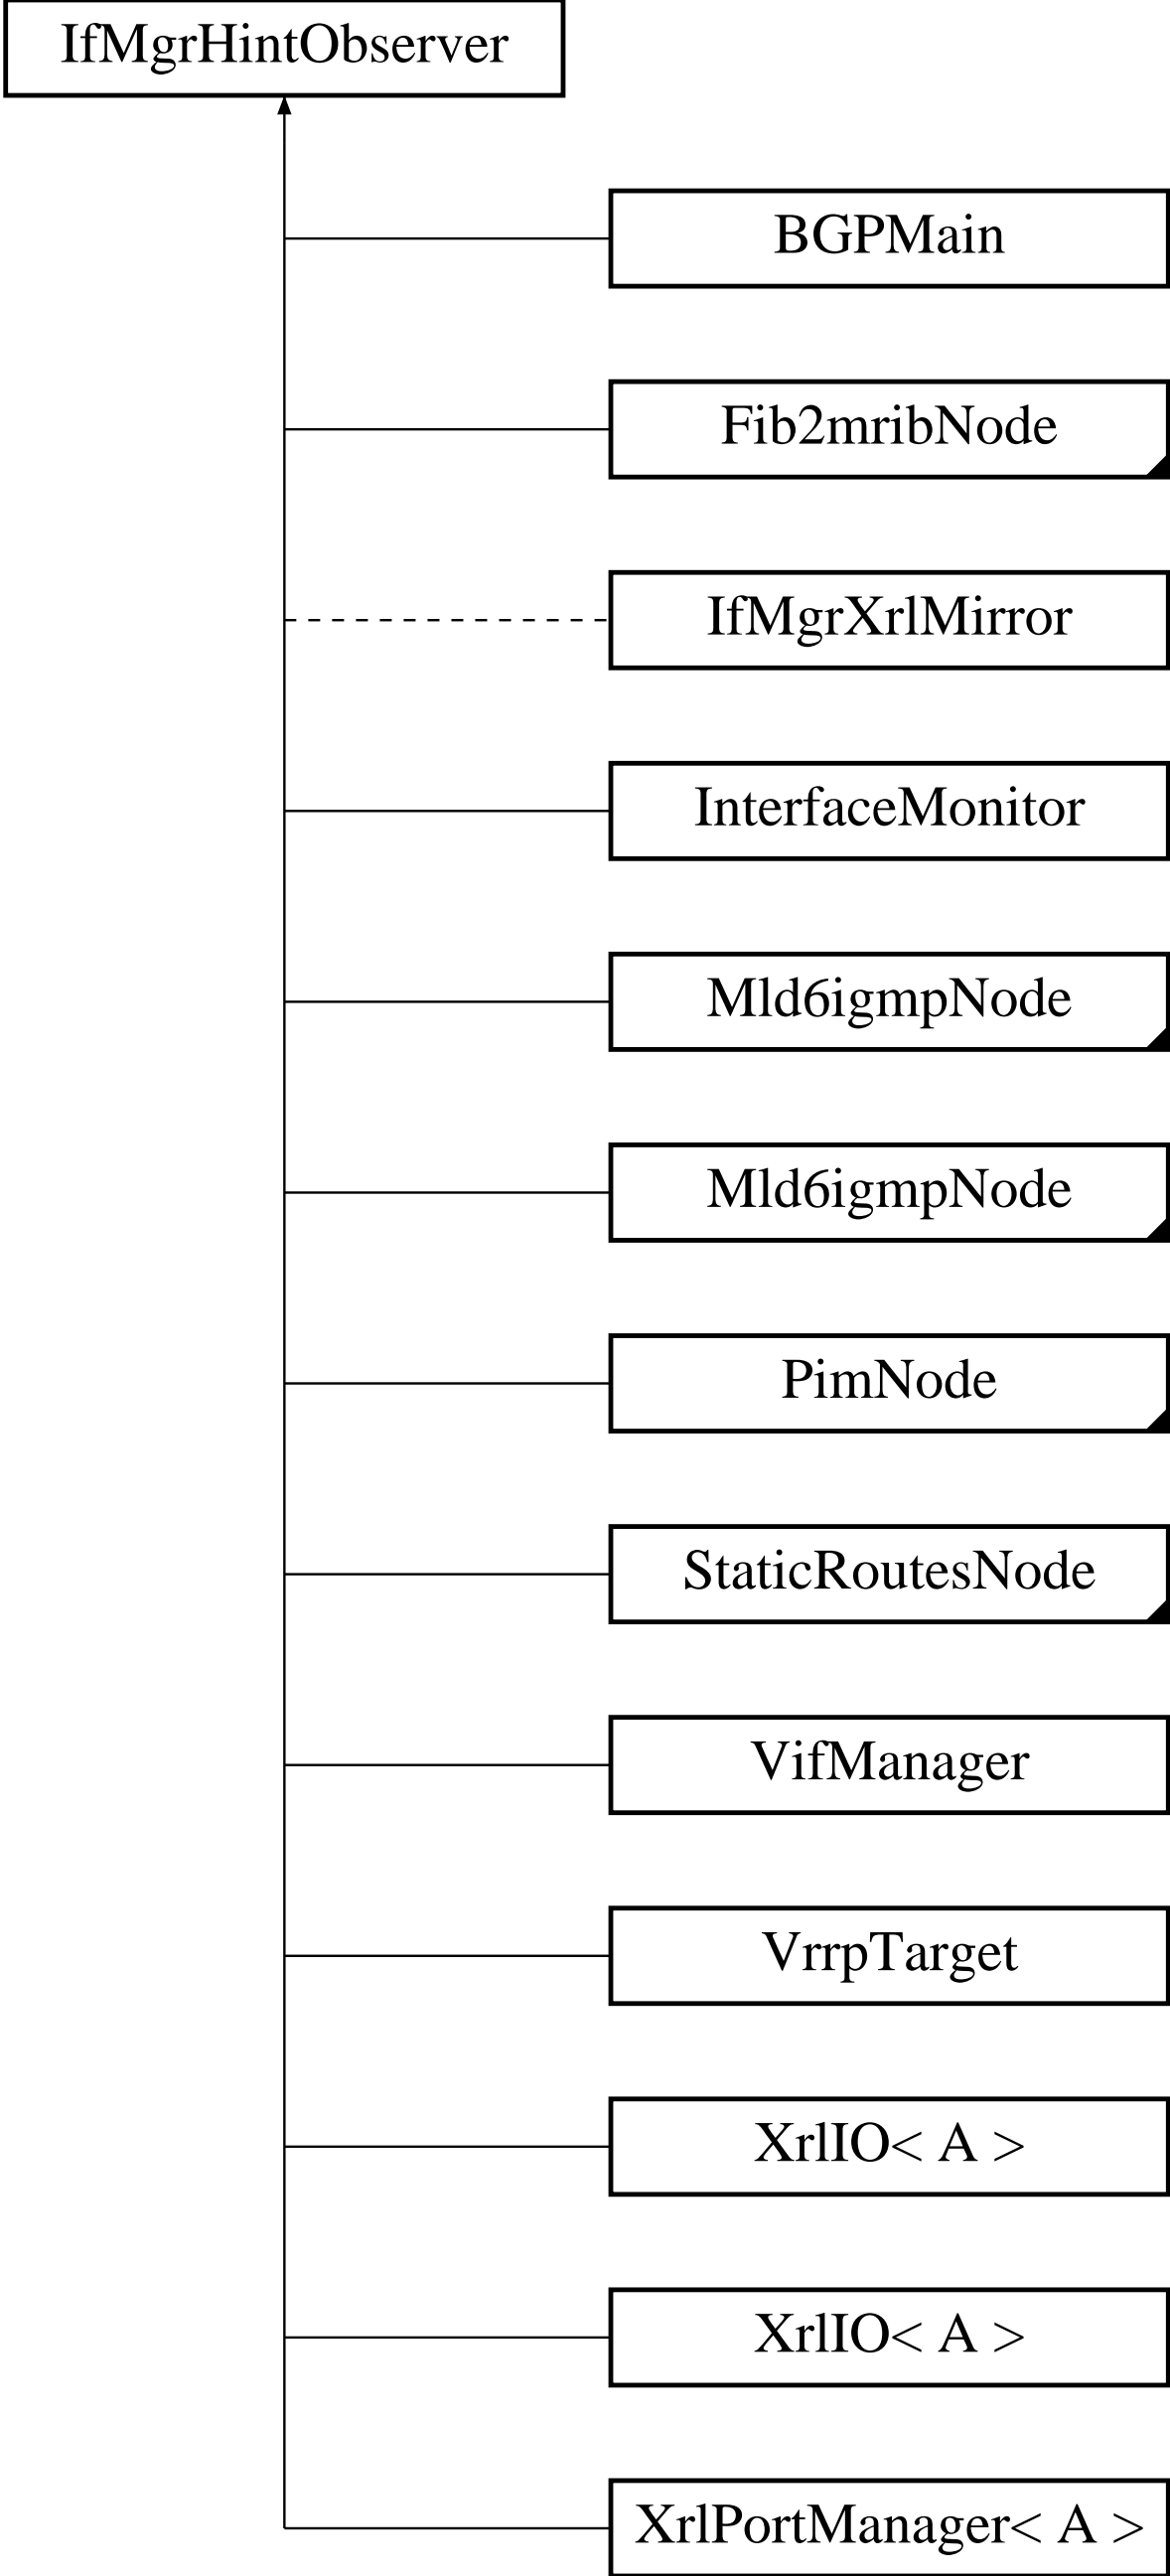 IfMgrHintObserver
BGPMain
Fib2mribNode
IfMgrXrlMirror
InterfaceMonitor
Mld6igmpNode
Mld6igmpNode
PimNode
StaticRoutesNode
VifManager
VrrpTarget
XrlIO< A >
XrlIO< A >
XrlPortManager< A >